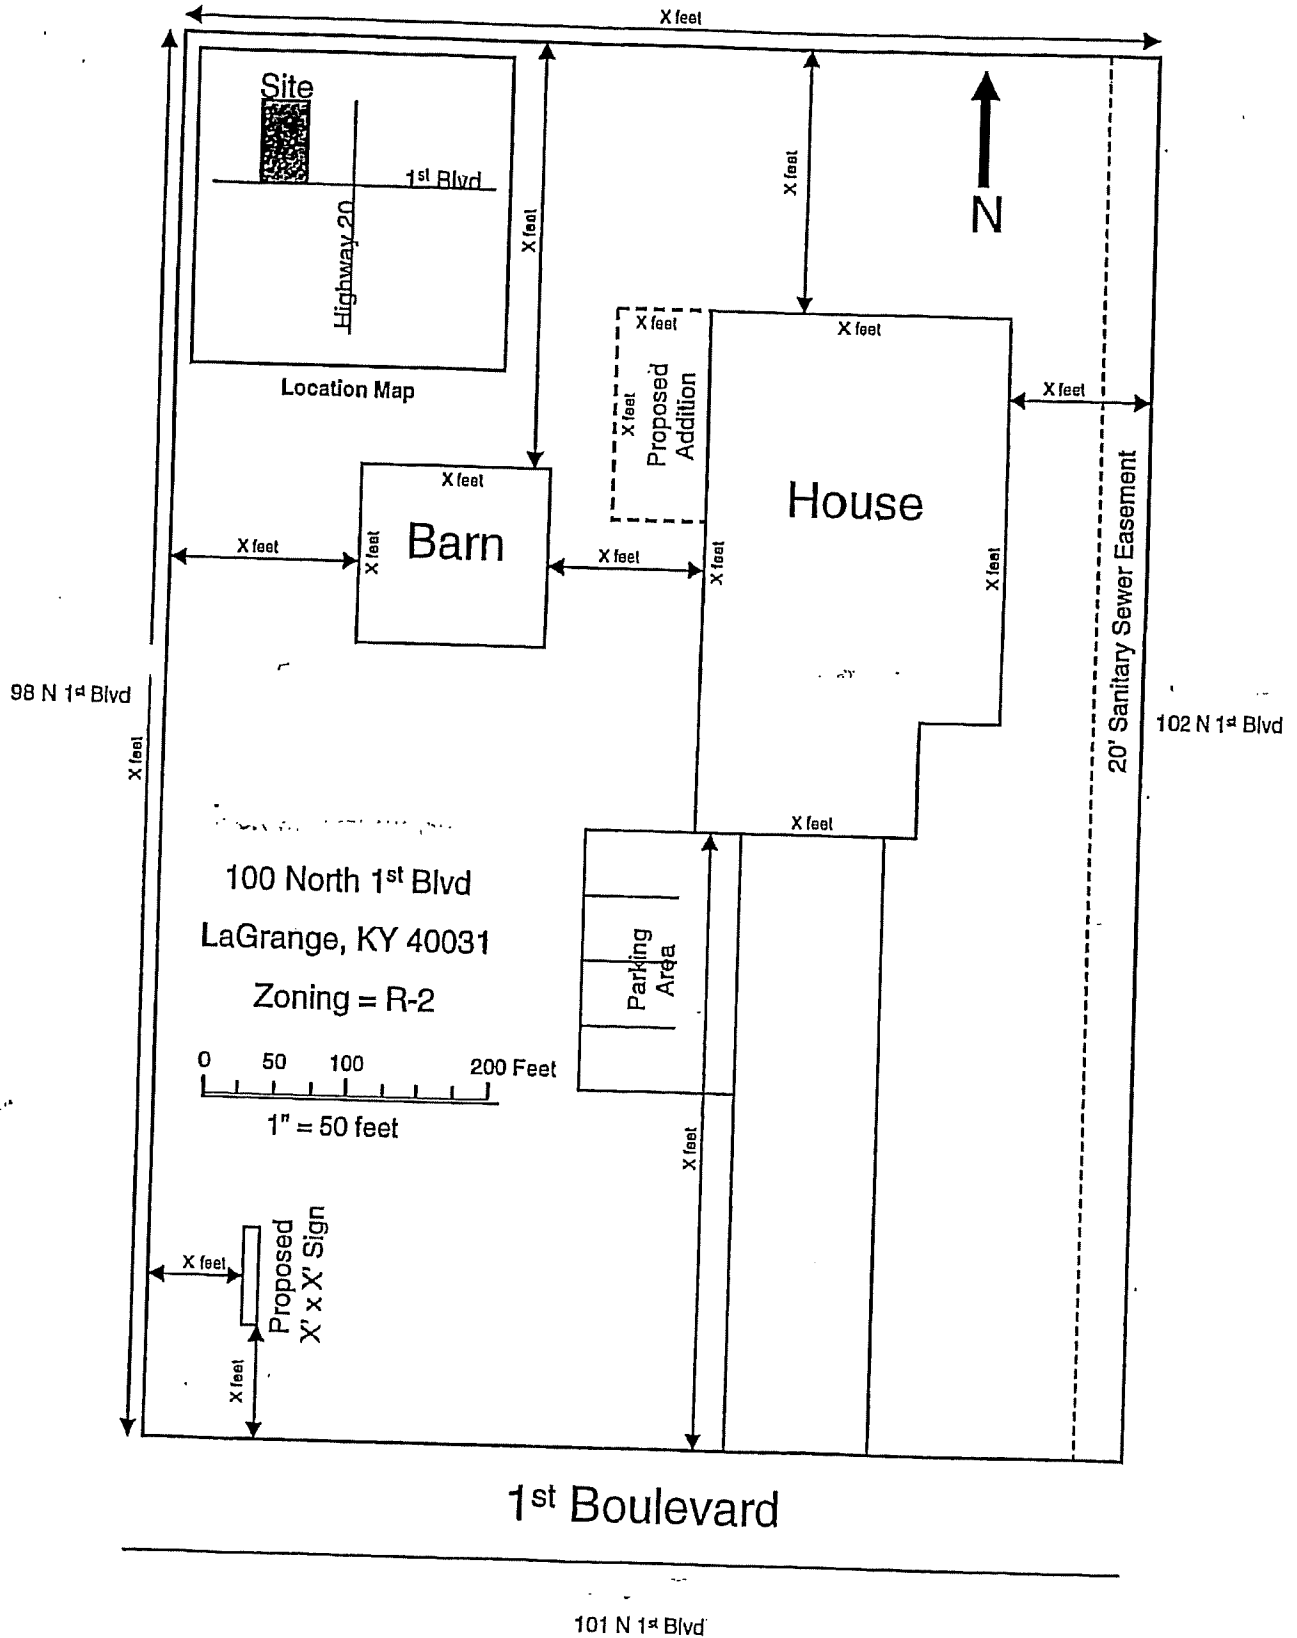 X feet
Site
1st Blvd
Highway 20
Location Map
X feet
X feet
N
X feet
X feet
Proposed
Addition
X feet
X feet
House
X feet
Barn
X feet
X feet
X feet
X feet
X feet
20' Sanitary Sewer Easement
98 N 1st Blvd
102 N 1st Blvd
X feet
X feet
100 North 1st Blvd
LaGrange, KY 40031
Zoning = R-2
0 50 100 200 Feet
1" = 50 feet
Parking
Area
X feet
X feet
Proposed
X' x X' Sign
X feet
1st Boulevard
101 N 1st Blvd